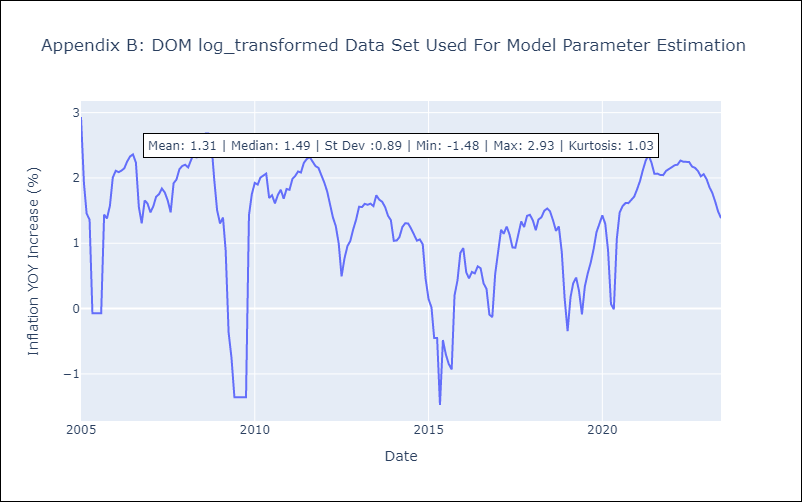 Appendix B: DOM log_transformed Data Set Used For Model Parameter Estimation
Mean: 1.31 | Median: 1.49 | St Dev :0.89 | Min: -1.48 | Max: 2.93 | Kurtosis: 1.03
Inflation YOY Increase (%)
3
2
1
0
−1
2005
2010
2015
2020
Date